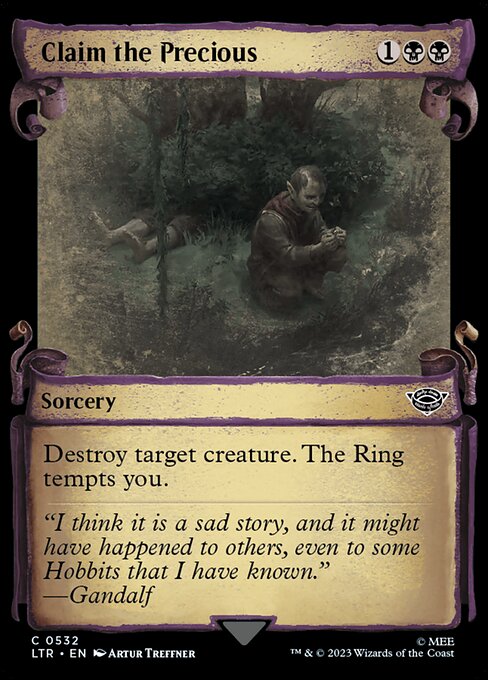 Claim the Precious 1
Sorcery
Destroy target creature. The Ring
tempts you.
“I think it is a sad story, and it might
have happened to others, even to some
Hobbits that I have known.”
—Gandalf
C 0532
LTR • EN ARTUR TREFFNER
© MEE
™ & © 2023 Wizards of the Coast